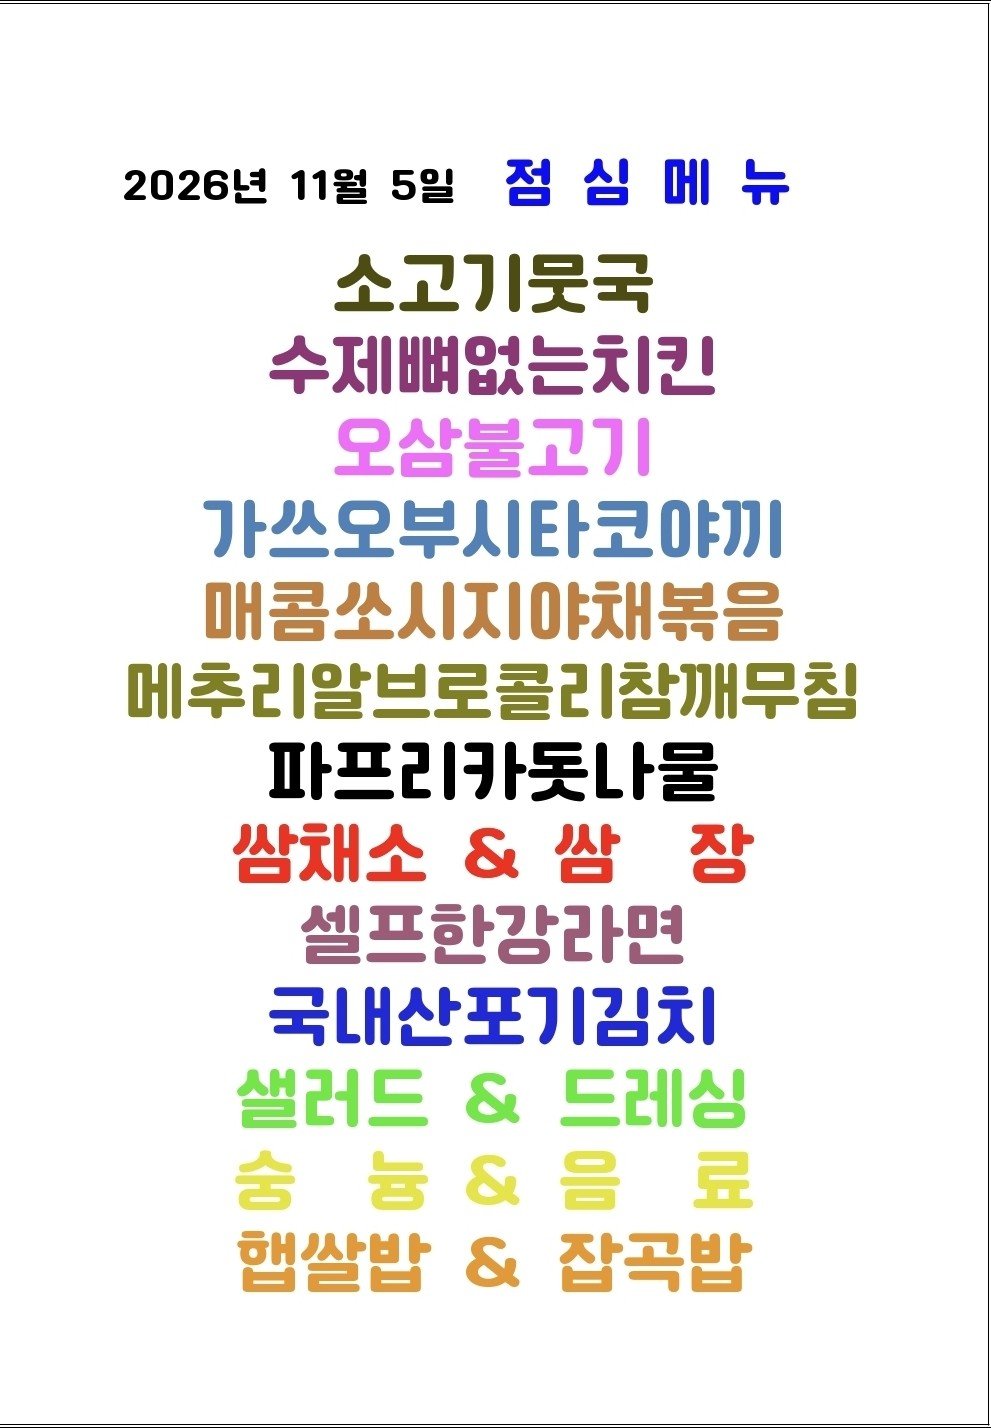 2026년 11월 5일 점 심 메 뉴
소고기뭇국
수제뼈없는치킨
오삼불고기
가쓰오부시타코야끼
매콤쏘시지야채볶음
메추리알브로콜리참깨무침
파프리카돗나물
쌈채소 & 쌈 장
셀프한강라면
국내산포기김치
샐러드 & 드레싱
숭 늉 & 음 료
햅쌀밥 & 잡곡밥